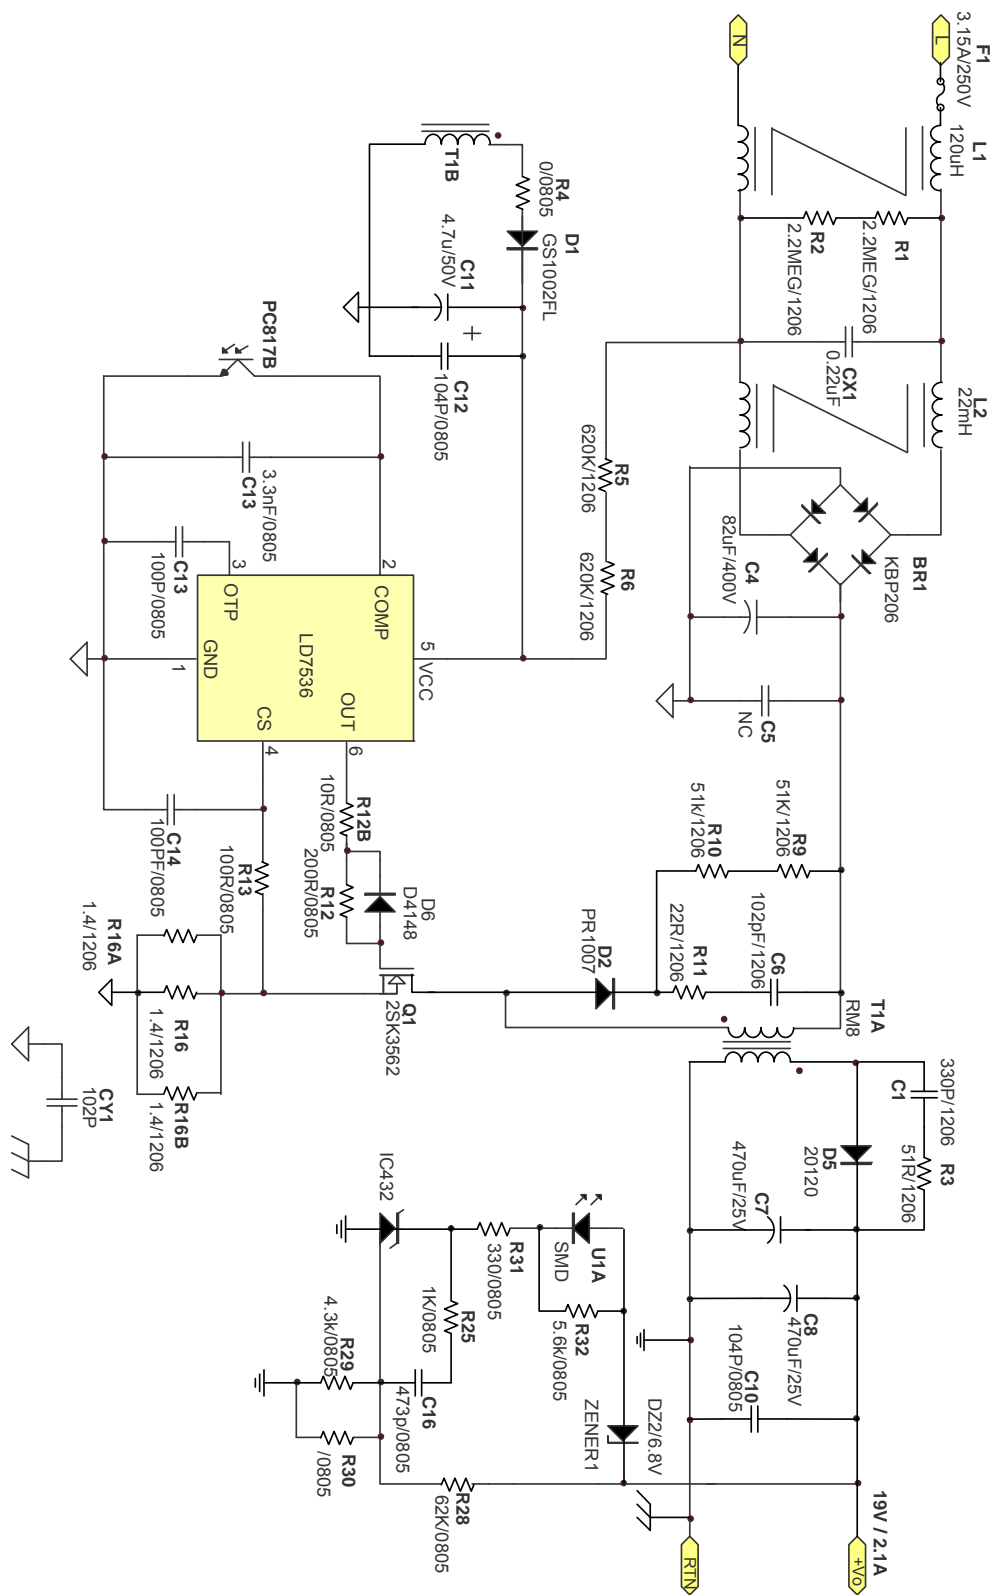 F1
3.15A/250V
L
N
L1
120uH
R1
2.2MEG/1206
R2
2.2MEG/1206
CX1
0.22uF
L2
22mH
BR1
KBP206
C4
82uF/400V
C5
NC
R9
51K/1206
R10
51k/1206
C6
102pF/1206
R11
22R/1206
D2
PR1007
T1A
RM8
C1
330P/1206
R3
51R/1206
D5
20120
C7
470uF/25V
C8
470uF/25V
C10
104P/0805
19V / 2.1A
+Vo
RTN
T1B
R4
0/0805
D1
GS1002FL
C11
4.7u/50V
+
C12
104P/0805
R5
620K/1206
R6
620K/1206
PC817B
C13
3.3nF/0805
C13
100P/0805
2
COMP
3
OTP
LD7536
5
VCC
GND
1
OUT
6
CS
4
R12B
10R/0805
R12
200R/0805
D6
D4148
Q1
2SK3562
C14
100PF/0805
R13
100R/0805
R16A
1.4/1206
R16
1.4/1206
R16B
1.4/1206
CY1
102P
IC432
U1A
SMD
R31
330/0805
R32
5.6k/0805
R25
1K/0805
C16
473p/0805
R29
4.3k/0805
R30
/0805
R28
62K/0805
DZ2/6.8V
ZENER1